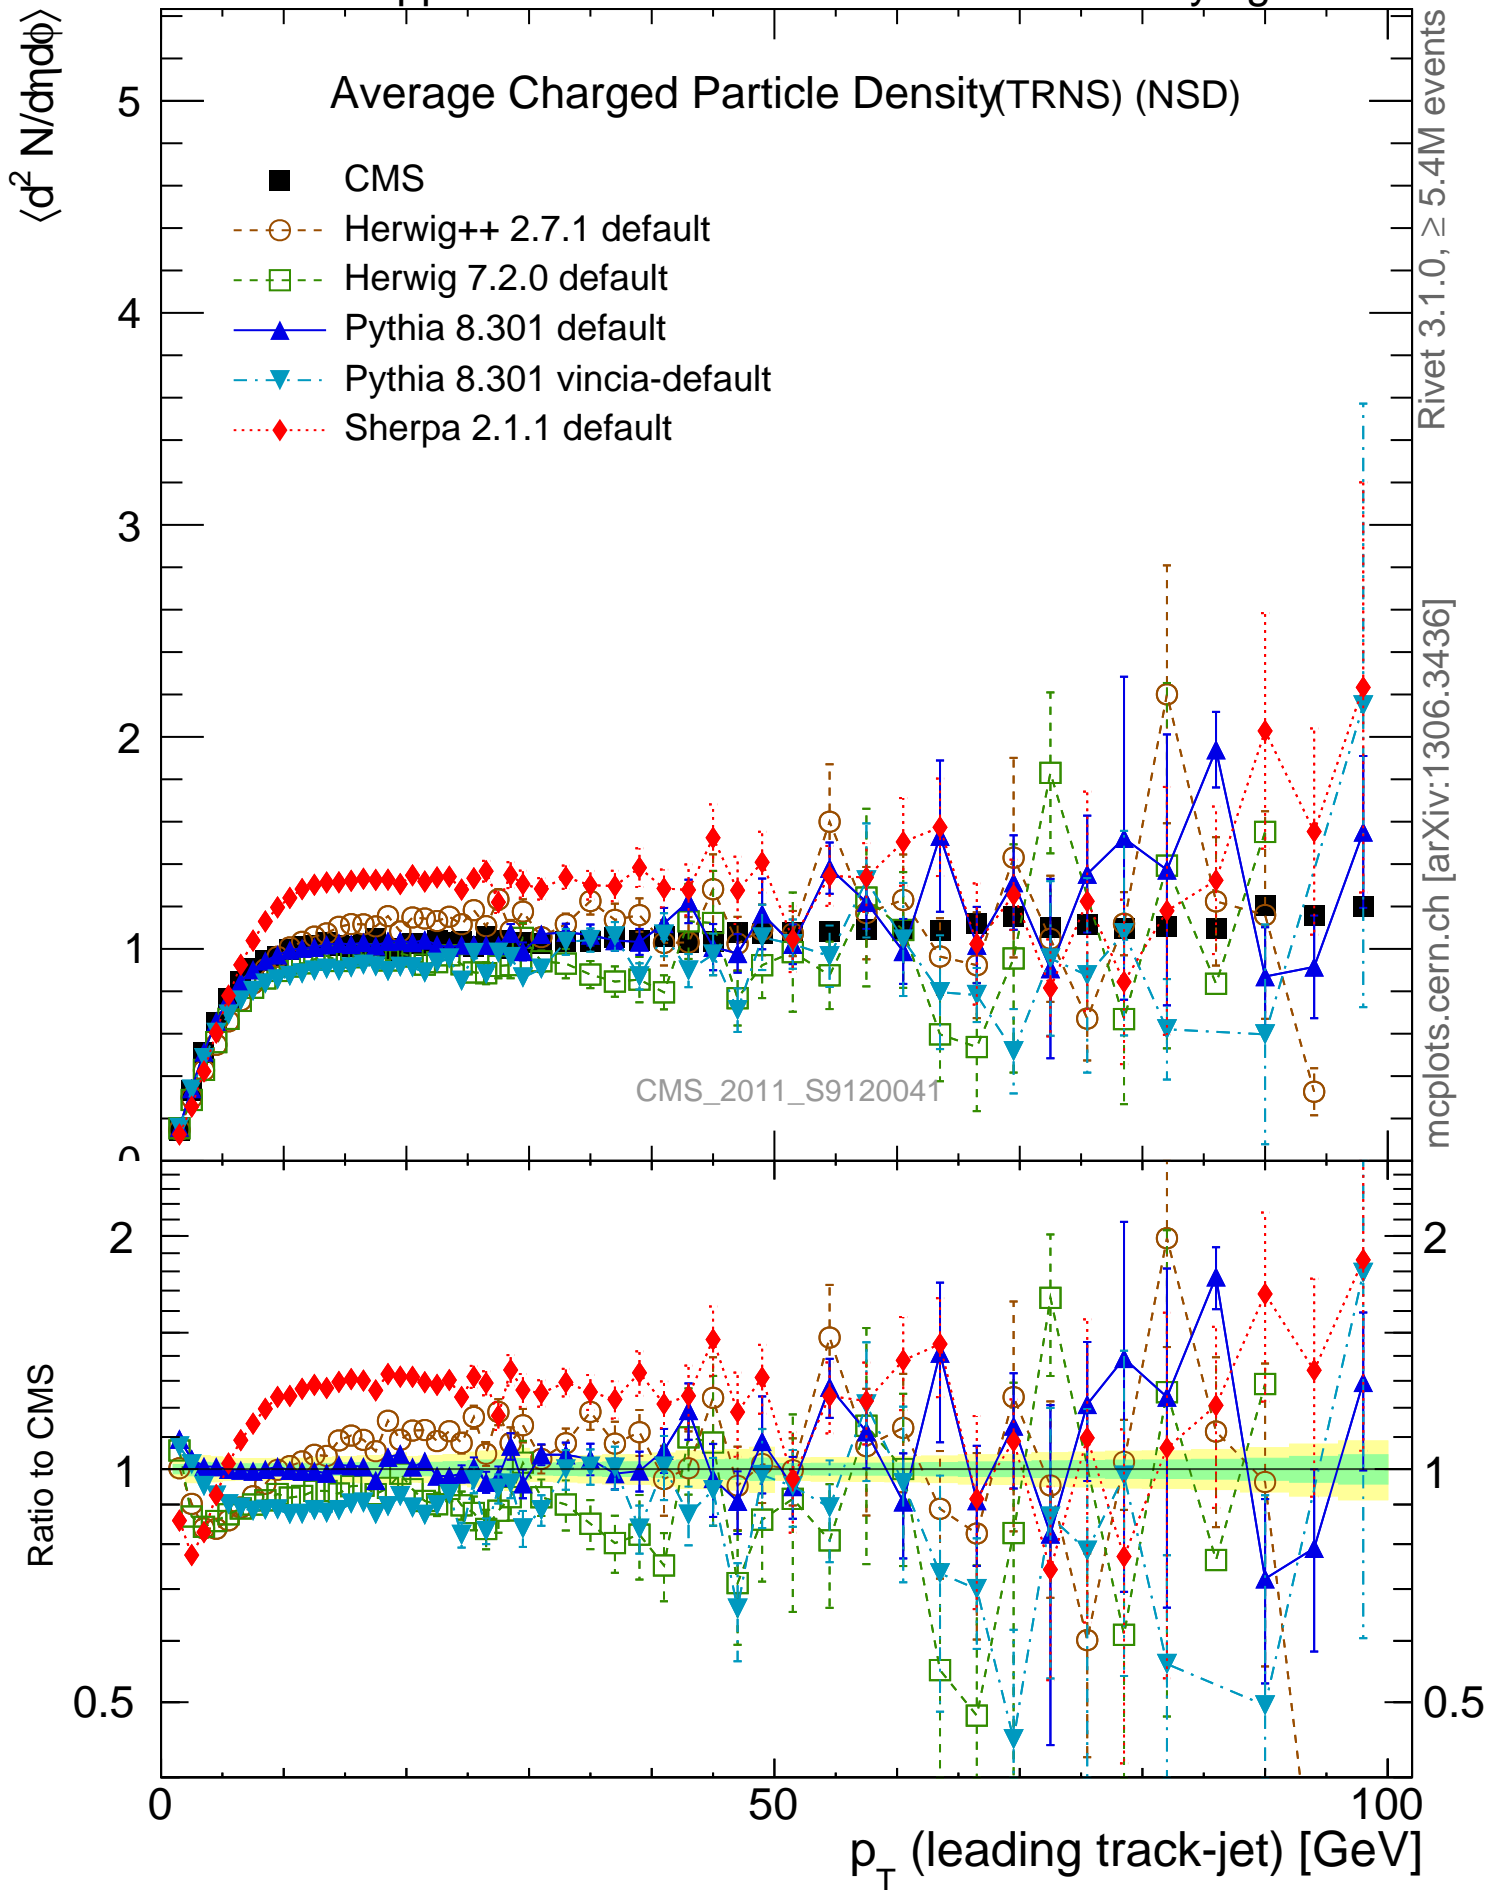 Average Charged Particle Density(TRNS) (NSD)
⟨d² N/dηdϕ⟩
CMS
Herwig++ 2.7.1 default
Herwig 7.2.0 default
Pythia 8.301 default
Pythia 8.301 vincia-default
Sherpa 2.1.1 default
5
4
3
2
1
0
CMS_2011_S9120041
Rivet 3.1.0, ≥ 5.4M events
mcplots.cern.ch [arXiv:1306.3436]
Ratio to CMS
2
1
0.5
2
1
0.5
0
50
100
p_T (leading track-jet) [GeV]